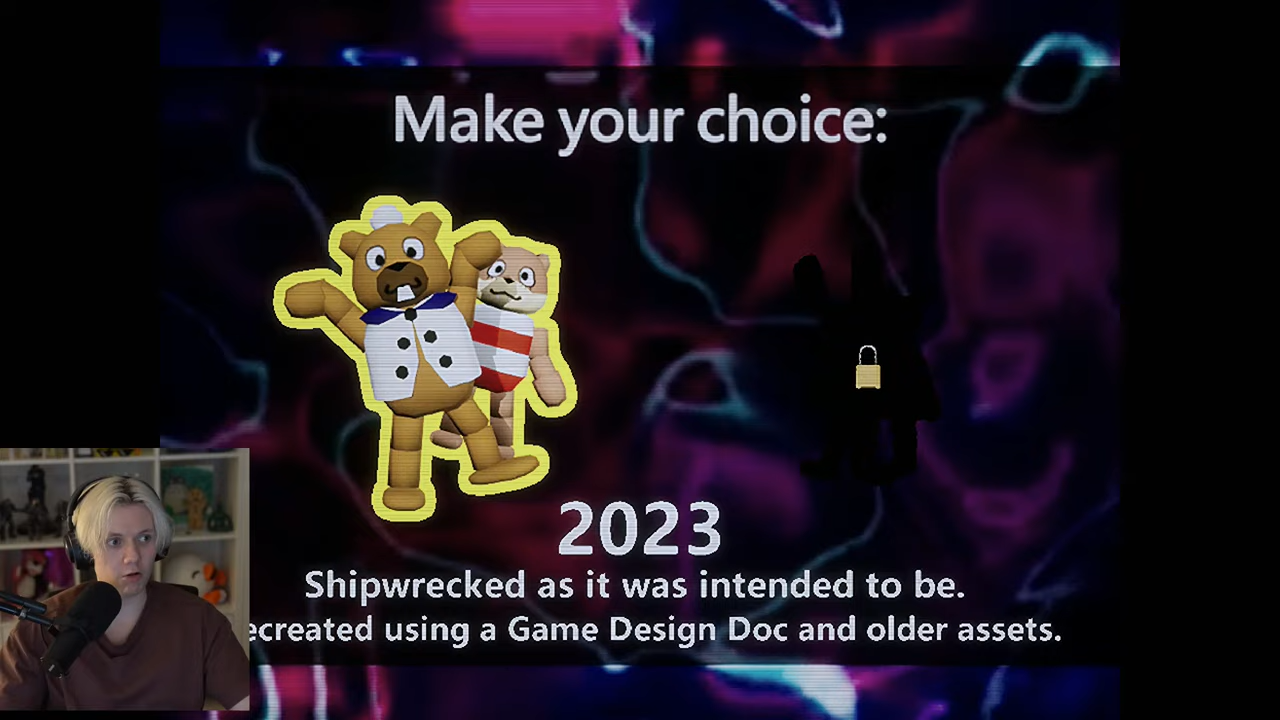 Make your choice:
2023
Shipwrecked as it was intended to be.
ecreated using a Game Design Doc and older assets.